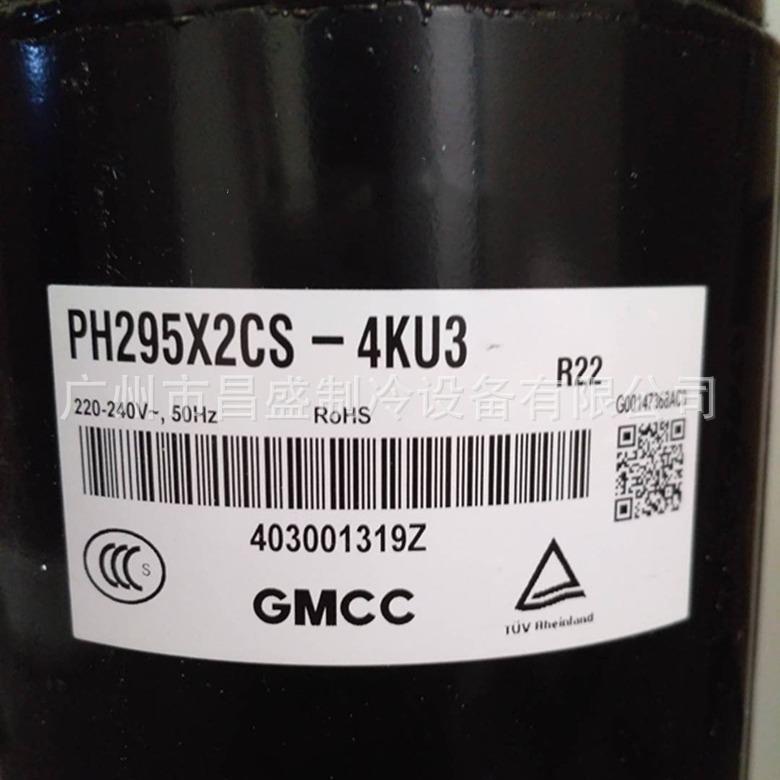 PH295X2CS - 4KU3
R22
广州市昌盛制冷设备有限公司
220-240V~, 50Hz
RoHS
403001319Z
S
GMCC
TÜV Rheinland